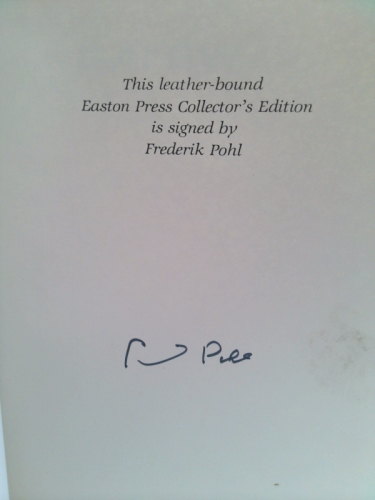 This leather-bound
Easton Press Collector's Edition
is signed by
Frederik Pohl